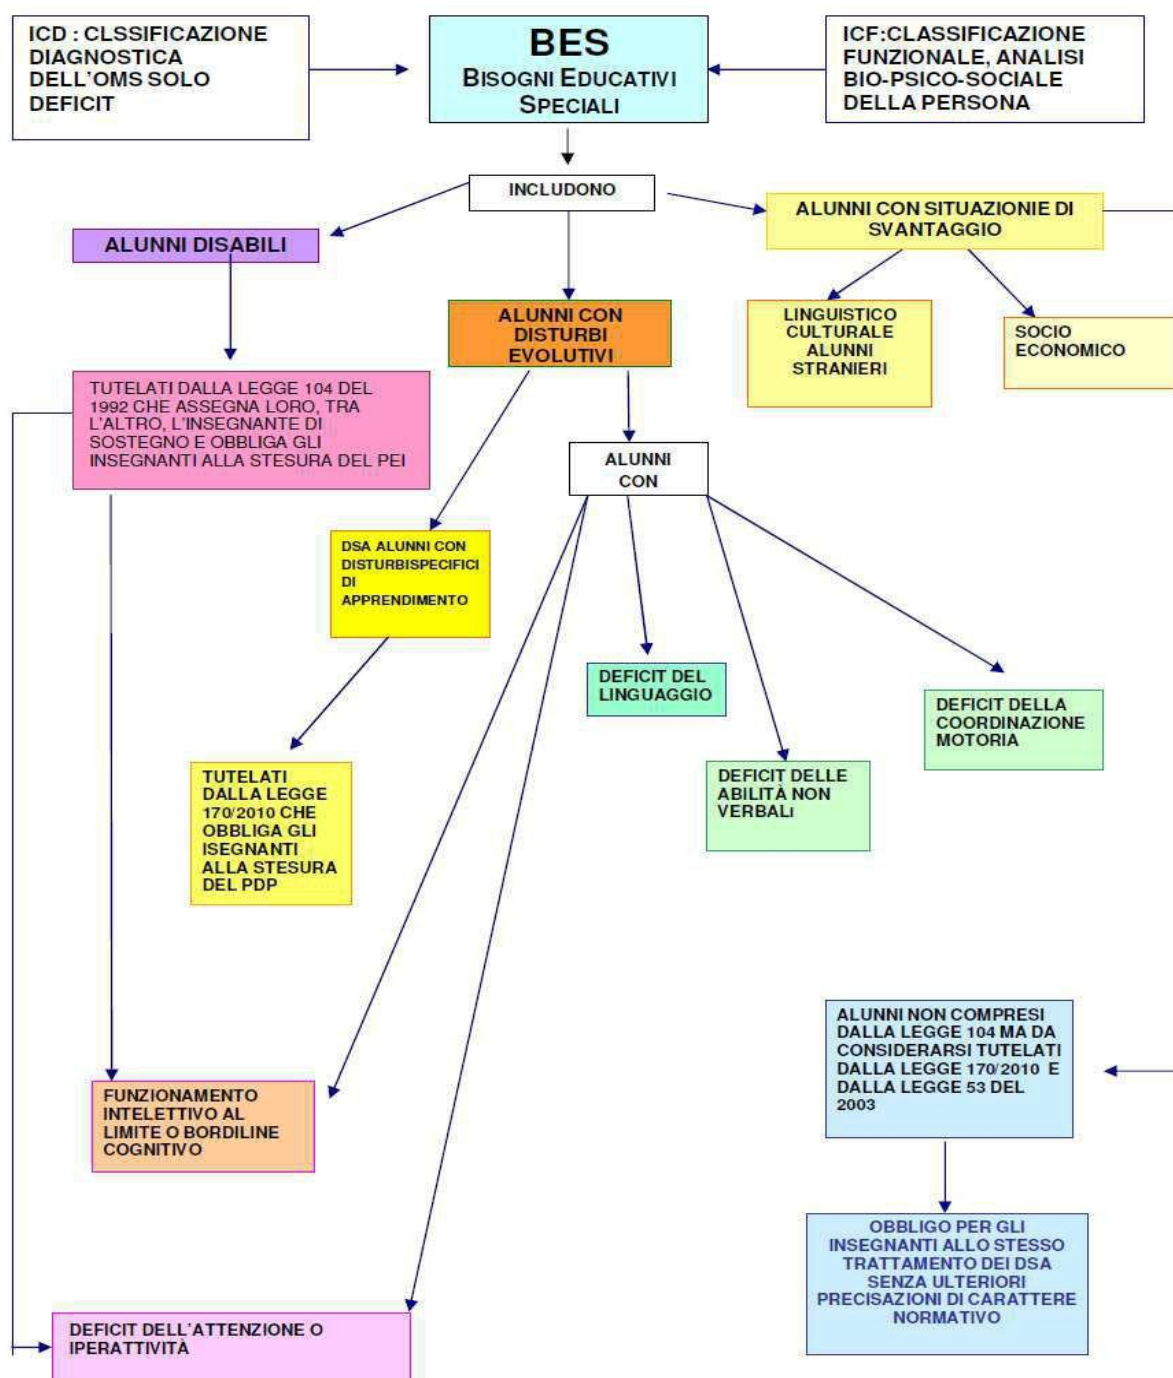 ICD : CLSSIFICAZIONE
DIAGNOSTICA
DELL'OMS SOLO
DEFICIT
BES
BISOGNI EDUCATIVI
SPECIALI
ICF:CLASSIFICAZIONE
FUNZIONALE, ANALISI
BIO-PSICO-SOCIALE
DELLA PERSONA
INCLUDONO
ALUNNI DISABILI
ALUNNI CON SITUAZIONIE DI
SVANTAGGIO
ALUNNI CON
DISTURBI
EVOLUTIVI
LINGUISTICO
CULTURALE
ALUNNI
STRANIERI
SOCIO
ECONOMICO
TUTELATI DALLA LEGGE 104 DEL
1992 CHE ASSEGNA LORO, TRA
L'ALTRO, L'INSEGNANTE DI
SOSTEGNO E OBBLIGA GLI
INSEGNANTI ALLA STESURA DEL PEI
ALUNNI
CON
DSA ALUNNI CON
DISTURBISPECIFICI
DI
APPRENDIMENTO
DEFICIT DEL
LINGUAGGIO
DEFICIT DELLA
COORDINAZIONE
MOTORIA
TUTELATI
DALLA LEGGE
170/2010 CHE
OBBLIGA GLI
ISEGNANTI
ALLA STESURA
DEL PDP
DEFICIT DELLE
ABILITÀ NON
VERBALI
ALUNNI NON COMPRESI
DALLA LEGGE 104 MA DA
CONSIDERARSI TUTELATI
DALLA LEGGE 170/2010 E
DALLA LEGGE 53 DEL
2003
FUNZIONAMENTO
INTELETTIVO AL
LIMITE O BORDILINE
COGNITIVO
OBBLIGO PER GLI
INSEGNANTI ALLO STESSO
TRATTAMENTO DEI DSA
SENZA ULTERIORI
PRECISAZIONI DI CARATTERE
NORMATIVO
DEFICIT DELL'ATTENZIONE O
IPERATTIVITÀ